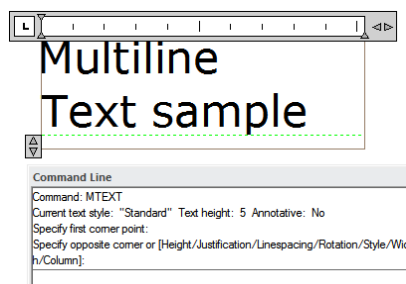 L
Multiline
Text sample
Command Line
Command: MTEXT
Current text style: "Standard" Text height: 5 Annotative: No
Specify first corner point:
Specify opposite corner or [Height/Justification/Linespacing/Rotation/Style/Wid
h/Column]: